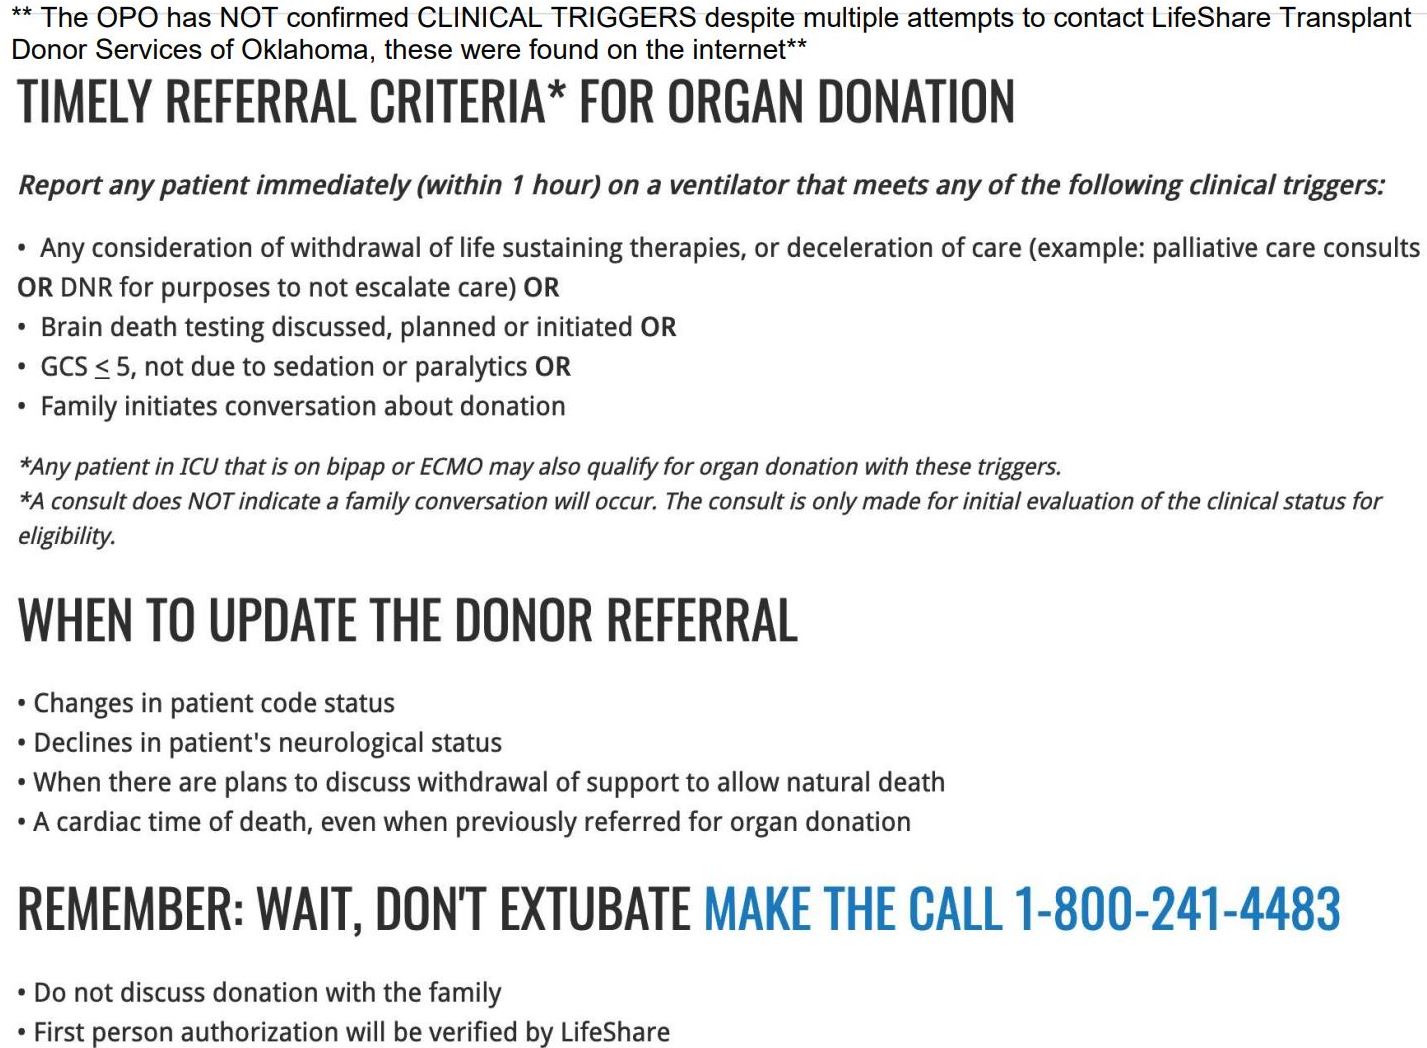 ** The OPO has NOT confirmed CLINICAL TRIGGERS despite multiple attempts to contact LifeShare Transplant
Donor Services of Oklahoma, these were found on the internet**
TIMELY REFERRAL CRITERIA* FOR ORGAN DONATION
Report any patient immediately (within 1 hour) on a ventilator that meets any of the following clinical triggers:
• Any consideration of withdrawal of life sustaining therapies, or deceleration of care (example: palliative care consults
OR DNR for purposes to not escalate care) OR
• Brain death testing discussed, planned or initiated OR
• GCS ≤ 5, not due to sedation or paralytics OR
• Family initiates conversation about donation
*Any patient in ICU that is on bipap or ECMO may also qualify for organ donation with these triggers.
*A consult does NOT indicate a family conversation will occur. The consult is only made for initial evaluation of the clinical status for
eligibility.
WHEN TO UPDATE THE DONOR REFERRAL
• Changes in patient code status
• Declines in patient's neurological status
• When there are plans to discuss withdrawal of support to allow natural death
• A cardiac time of death, even when previously referred for organ donation
REMEMBER: WAIT, DON'T EXTUBATE MAKE THE CALL 1-800-241-4483
• Do not discuss donation with the family
• First person authorization will be verified by LifeShare